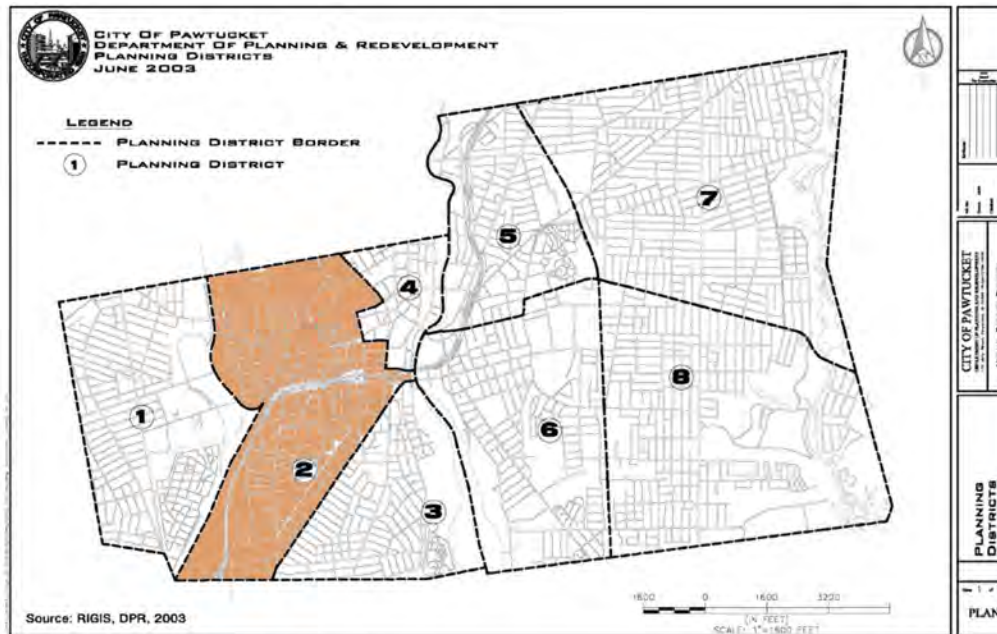 CITY OF PAWTUCKET
DEPARTMENT OF PLANNING & REDEVELOPMENT
PLANNING DISTRICTS
JUNE 2003
LEGEND
PLANNING DISTRICT BORDER
1 PLANNING DISTRICT
7
5
4
8
1
6
2
3
1600 0 1600 3200
(IN FEET)
SCALE: 1"=1600 FEET
Source: RIGIS, DPR, 2003
CITY OF PAWTUCKET
PLANNING
DISTRICTS
PLAN